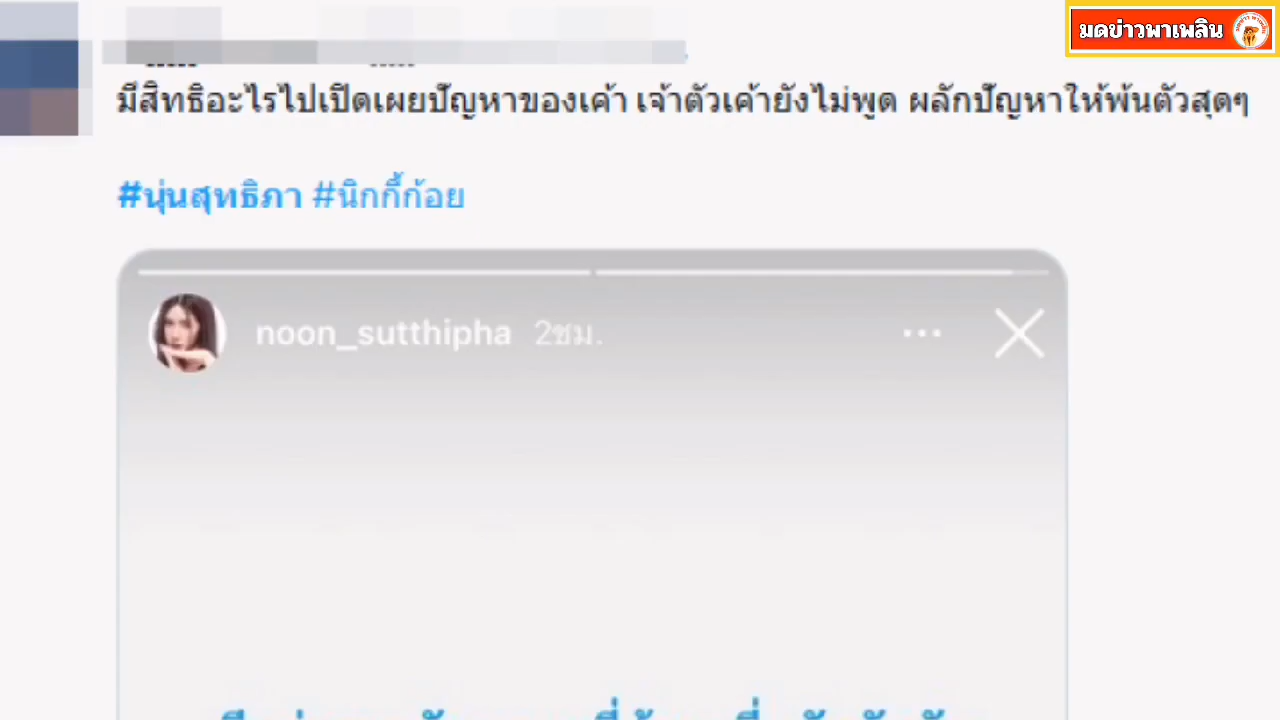 มดข่าวพาเพลิน
มีสิทธิอะไรไปเปิดเผยปัญหาของเค้า เจ้าตัวเค้ายังไม่พูด ผลักปัญหาให้พ้นตัวสุดๆ
#นุ่นสุทธิภา #นิกกี้ก้อย
noon_sutthipha 2ชม.